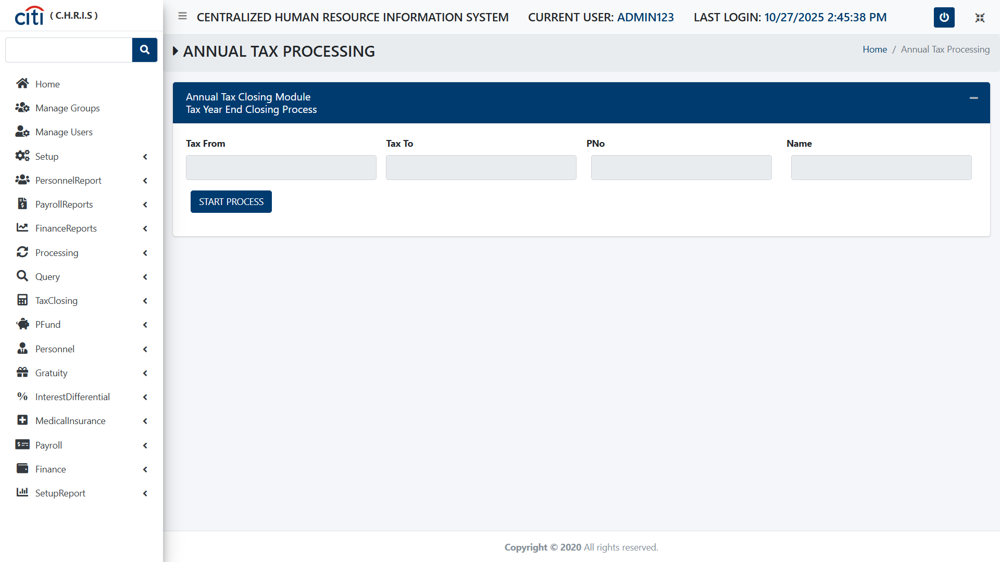 citi ( C.H.R.I.S )
CENTRALIZED HUMAN RESOURCE INFORMATION SYSTEM CURRENT USER: ADMIN123 LAST LOGIN: 10/27/2025 2:45:38 PM
ANNUAL TAX PROCESSING
Home / Annual Tax Processing
Home
Manage Groups
Manage Users
Setup
PersonnelReport
PayrollReports
FinanceReports
Processing
Query
TaxClosing
PFund
Personnel
Gratuity
% InterestDifferential
MedicalInsurance
Payroll
Finance
SetupReport
Annual Tax Closing Module
Tax Year End Closing Process
Tax From Tax To PNo Name
START PROCESS
Copyright © 2020 All rights reserved.